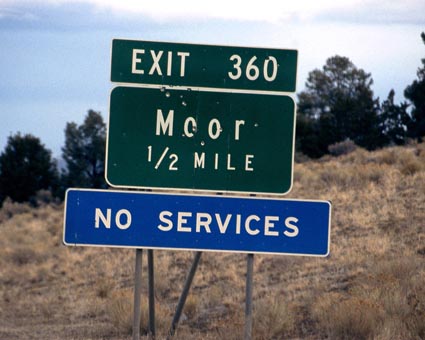 EXIT 360
Moor
1/2 MILE
NO SERVICES